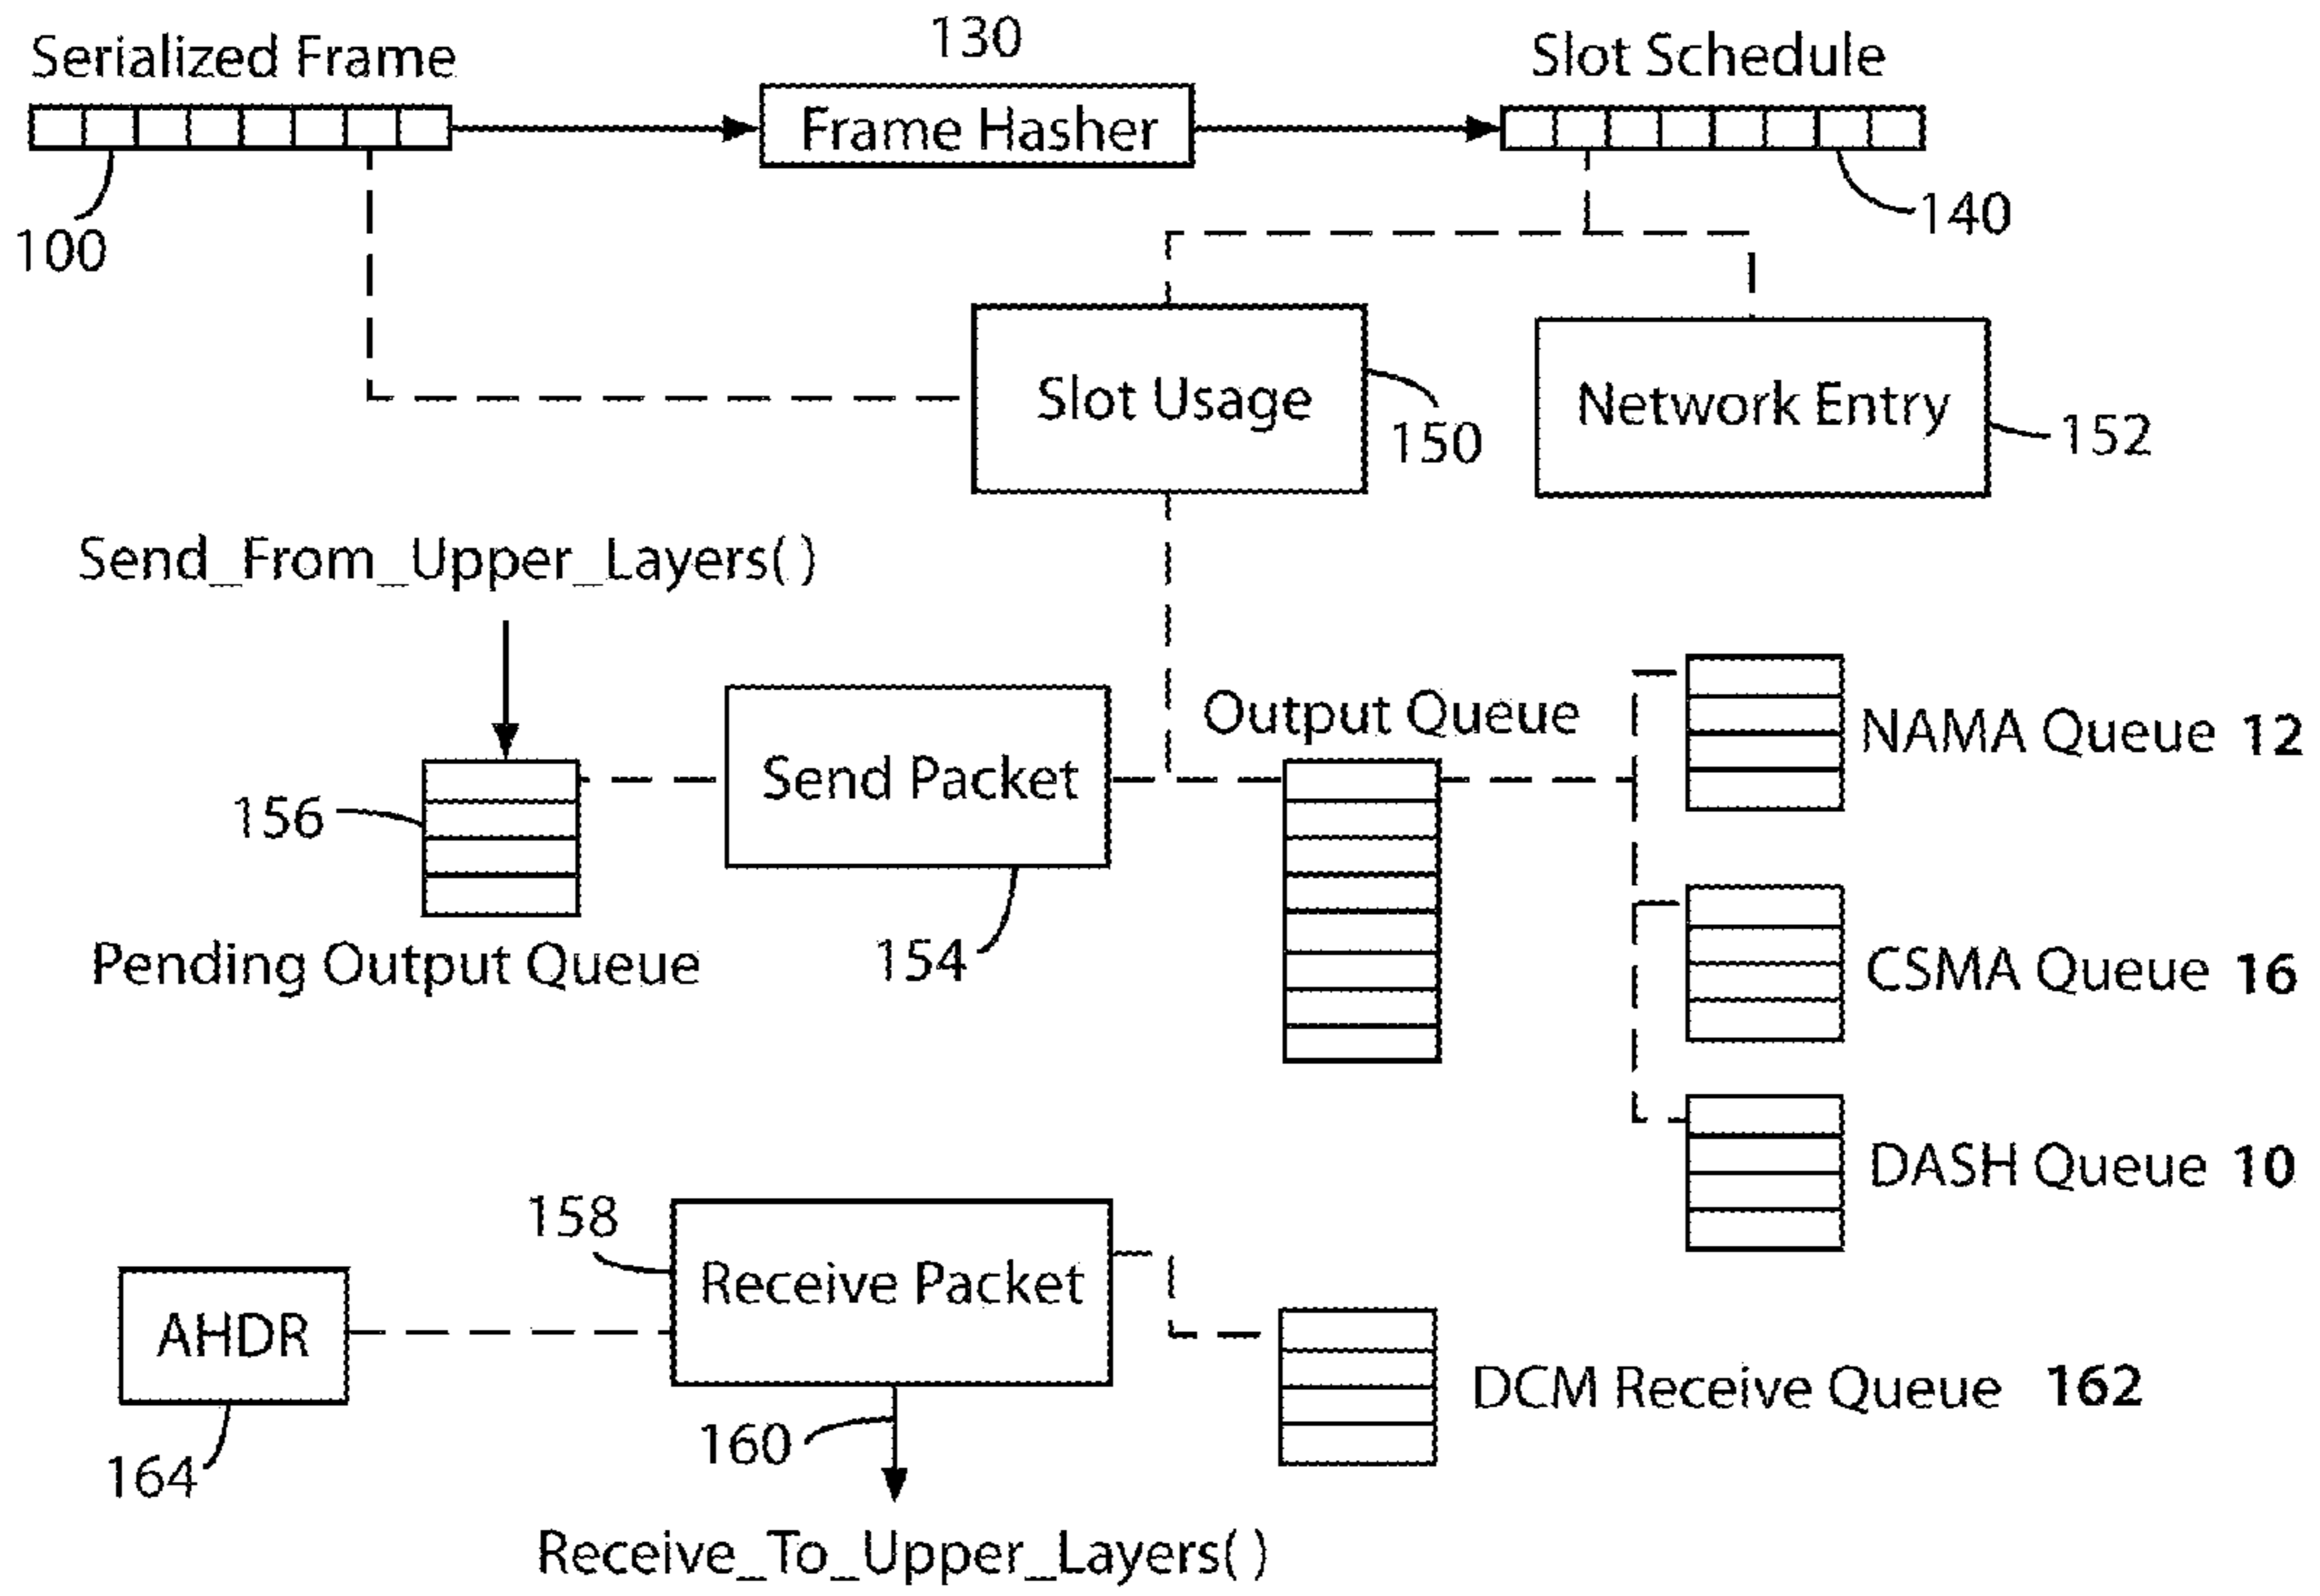 130
Serialized Frame
Slot Schedule
Frame Hasher
100
140
Slot Usage
Network Entry
150
152
Send_From_Upper_Layers( )
Output Queue
NAMA Queue 12
Send Packet
156
154
Pending Output Queue
CSMA Queue 16
DASH Queue 10
158
Receive Packet
AHDR
DCM Receive Queue 162
160
164
Receive_To_Upper_Layers( )